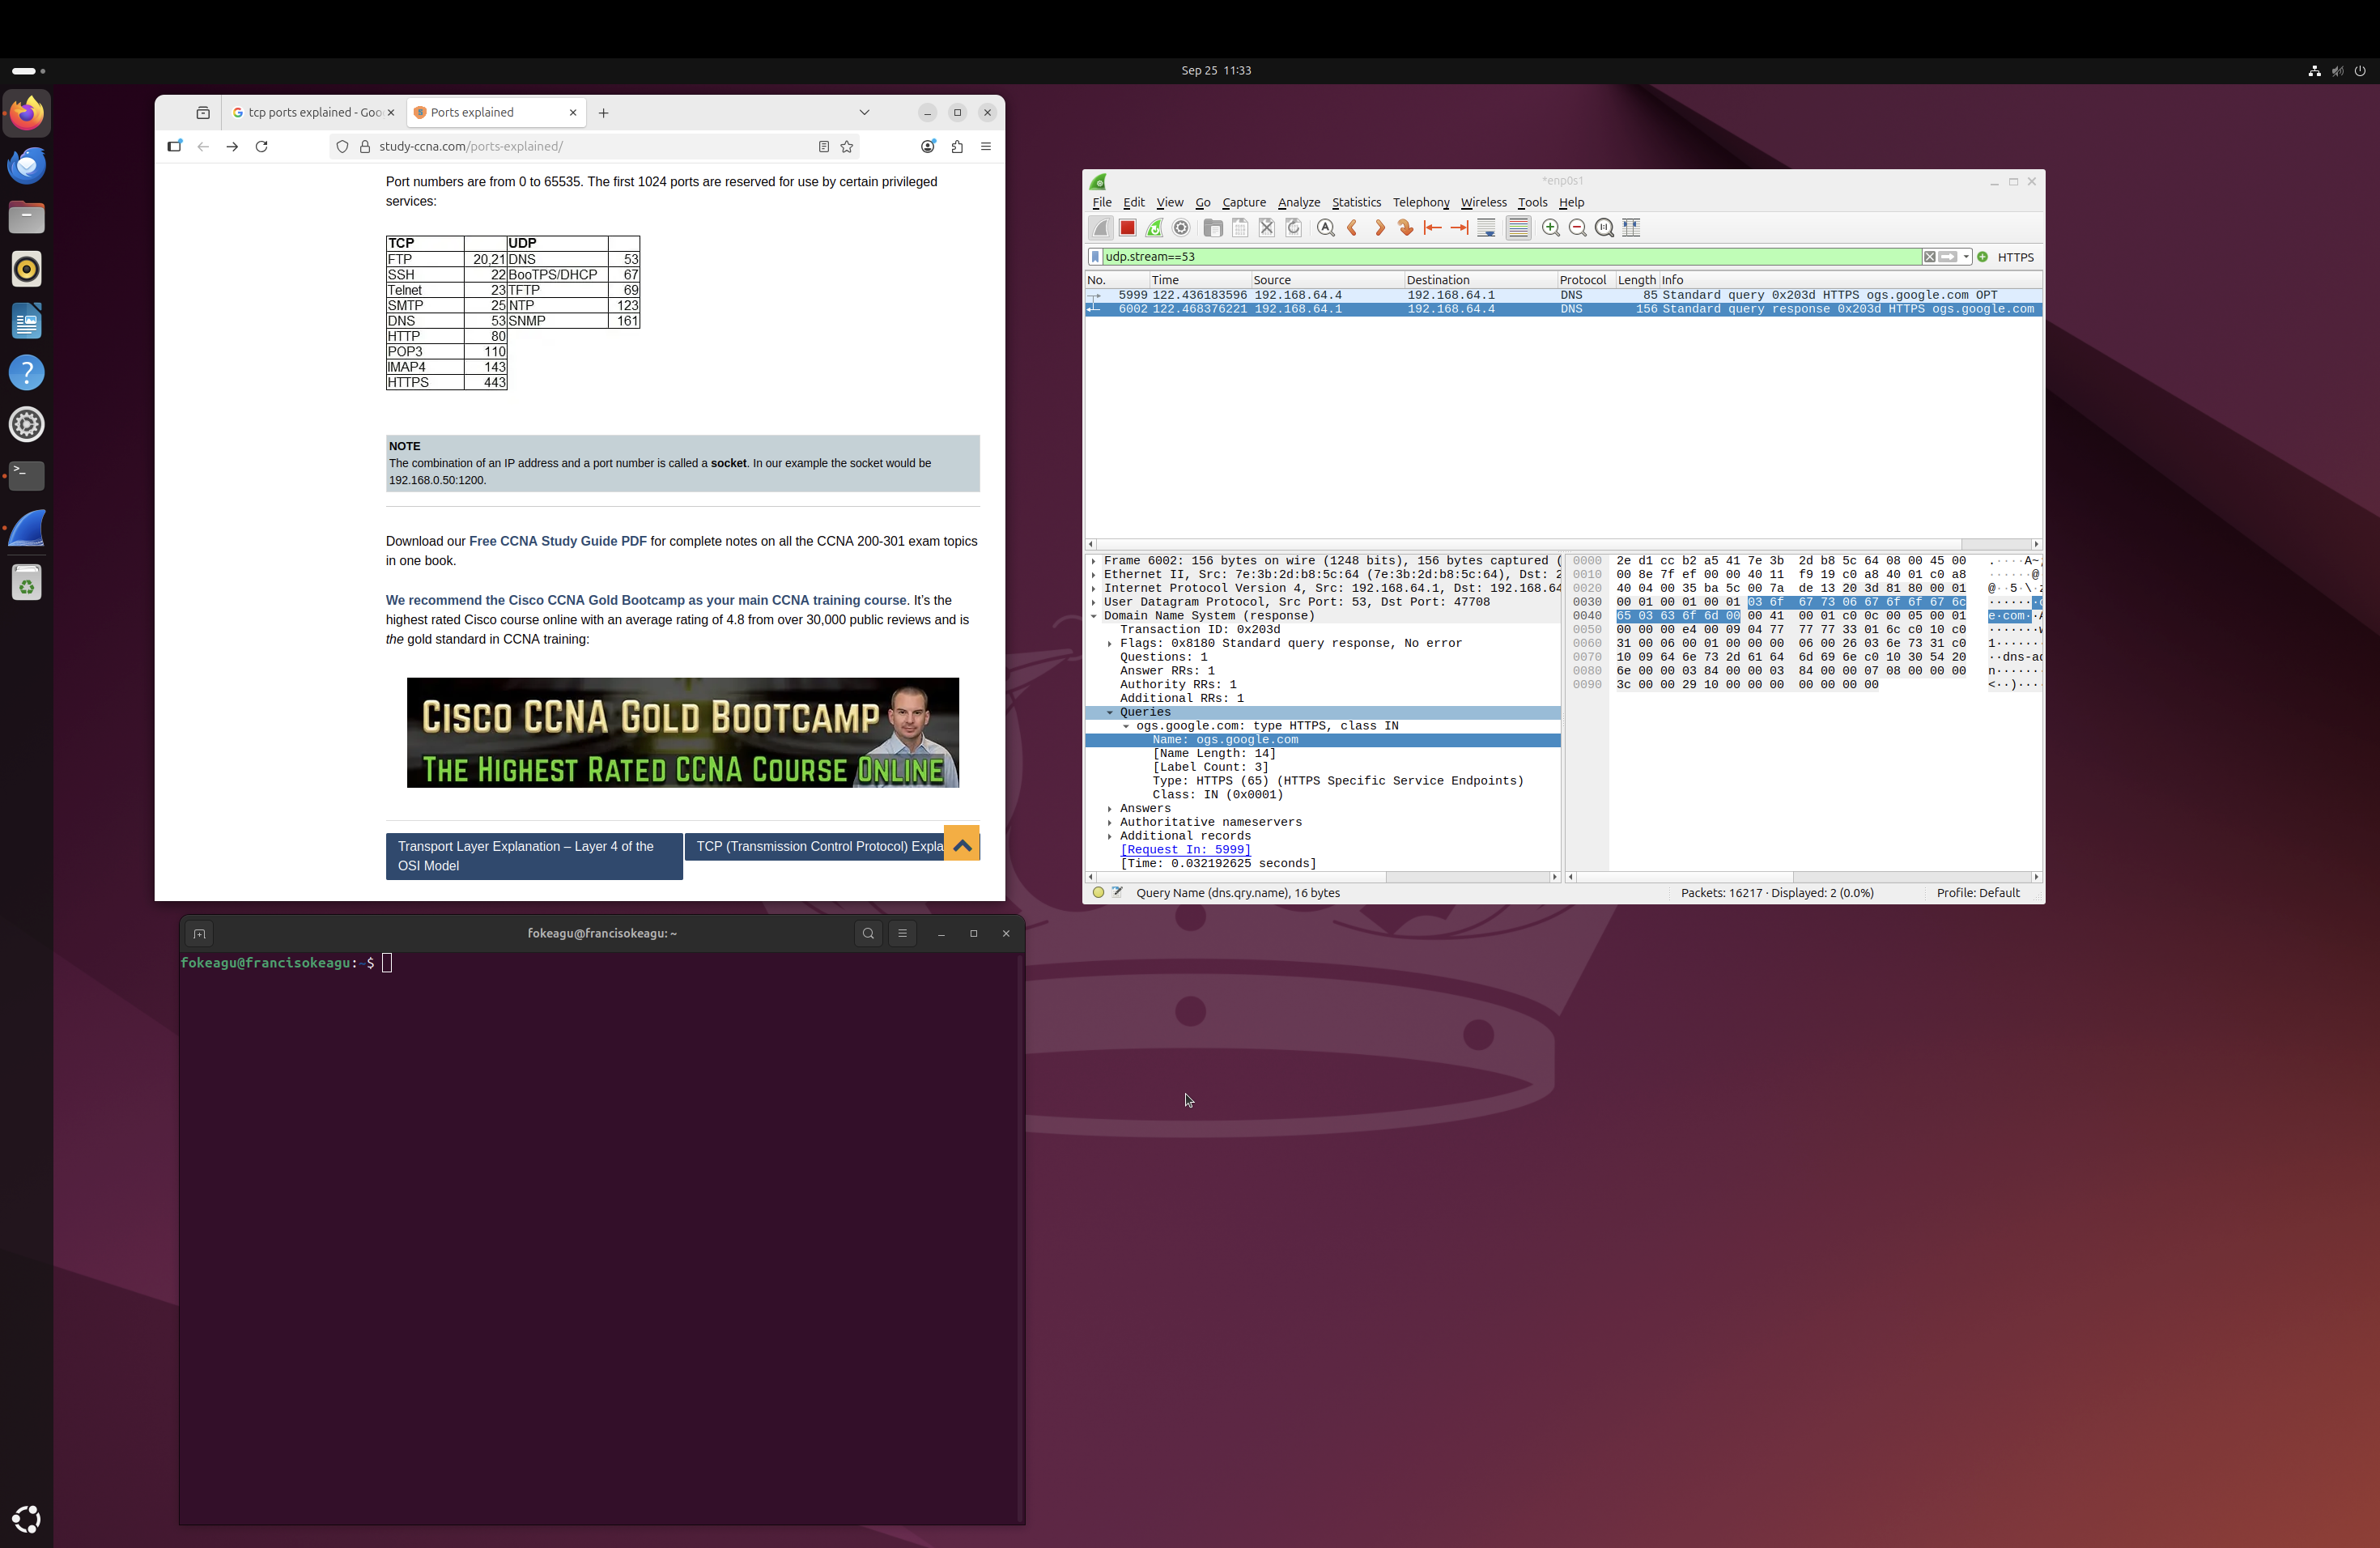 Sep 25 11:33
tcp ports explained - Goo
Ports explained
study-ccna.com/ports-explained/
Port numbers are from 0 to 65535. The first 1024 ports are reserved for use by certain privileged
services:
TCP UDP
FTP 20,21 DNS 53
SSH 22 BooTPS/DHCP 67
Telnet 23 TFTP 69
SMTP 25 NTP 123
DNS 53 SNMP 161
HTTP 80
POP3 110
IMAP4 143
HTTPS 443
NOTE
The combination of an IP address and a port number is called a socket. In our example the socket would be
192.168.0.50:1200.
Download our Free CCNA Study Guide PDF for complete notes on all the CCNA 200-301 exam topics
in one book.
We recommend the Cisco CCNA Gold Bootcamp as your main CCNA training course. It's the
highest rated Cisco course online with an average rating of 4.8 from over 30,000 public reviews and is
the gold standard in CCNA training:
CISCO CCNA GOLD BOOTCAMP
THE HIGHEST RATED CCNA COURSE ONLINE
Transport Layer Explanation – Layer 4 of the
OSI Model
TCP (Transmission Control Protocol) Expla
*enp0s1
File Edit View Go Capture Analyze Statistics Telephony Wireless Tools Help
udp.stream==53
HTTPS
No. Time Source Destination Protocol Length Info
5999 122.436183596 192.168.64.4 192.168.64.1 DNS 85 Standard query 0x203d HTTPS ogs.google.com OPT
6002 122.468376221 192.168.64.1 192.168.64.4 DNS 156 Standard query response 0x203d HTTPS ogs.google.com
Frame 6002: 156 bytes on wire (1248 bits), 156 bytes captured (
Ethernet II, Src: 7e:3b:2d:b8:5c:64 (7e:3b:2d:b8:5c:64), Dst: 2
Internet Protocol Version 4, Src: 192.168.64.1, Dst: 192.168.64
User Datagram Protocol, Src Port: 53, Dst Port: 47708
Domain Name System (response)
Transaction ID: 0x203d
Flags: 0x8180 Standard query response, No error
Questions: 1
Answer RRs: 1
Authority RRs: 1
Additional RRs: 1
Queries
ogs.google.com: type HTTPS, class IN
Name: ogs.google.com
[Name Length: 14]
[Label Count: 3]
Type: HTTPS (65) (HTTPS Specific Service Endpoints)
Class: IN (0x0001)
Answers
Authoritative nameservers
Additional records
[Request In: 5999]
[Time: 0.032192625 seconds]
0000 2e d1 cc b2 a5 41 7e 3b 2d b8 5c 64 08 00 45 00 .····A~;
0010 00 8e 7f ef 00 00 40 11 f9 19 c0 a8 40 01 c0 a8 ······@
0020 40 04 00 35 ba 5c 00 7a de 13 20 3d 81 80 00 01 @··5·\·z
0030 00 01 00 01 00 01 03 6f 67 73 06 67 6f 6f 67 6c ·······o
0040 65 03 63 6f 6d 00 00 41 00 01 c0 0c 00 05 00 01 e·com··A
0050 00 00 00 e4 00 09 04 77 77 77 33 01 6c c0 10 c0 ·······w
0060 31 00 06 00 01 00 00 00 06 00 26 03 6e 73 31 c0 1·······
0070 10 09 64 6e 73 2d 61 64 6d 69 6e c0 10 30 54 20 ··dns-ad
0080 6e 00 00 03 84 00 00 03 84 00 00 07 08 00 00 00 n·······
0090 3c 00 00 29 10 00 00 00 00 00 00 00 <··)····
Query Name (dns.qry.name), 16 bytes
Packets: 16217 · Displayed: 2 (0.0%)
Profile: Default
fokeagu@francisokeagu: ~
fokeagu@francisokeagu:~$